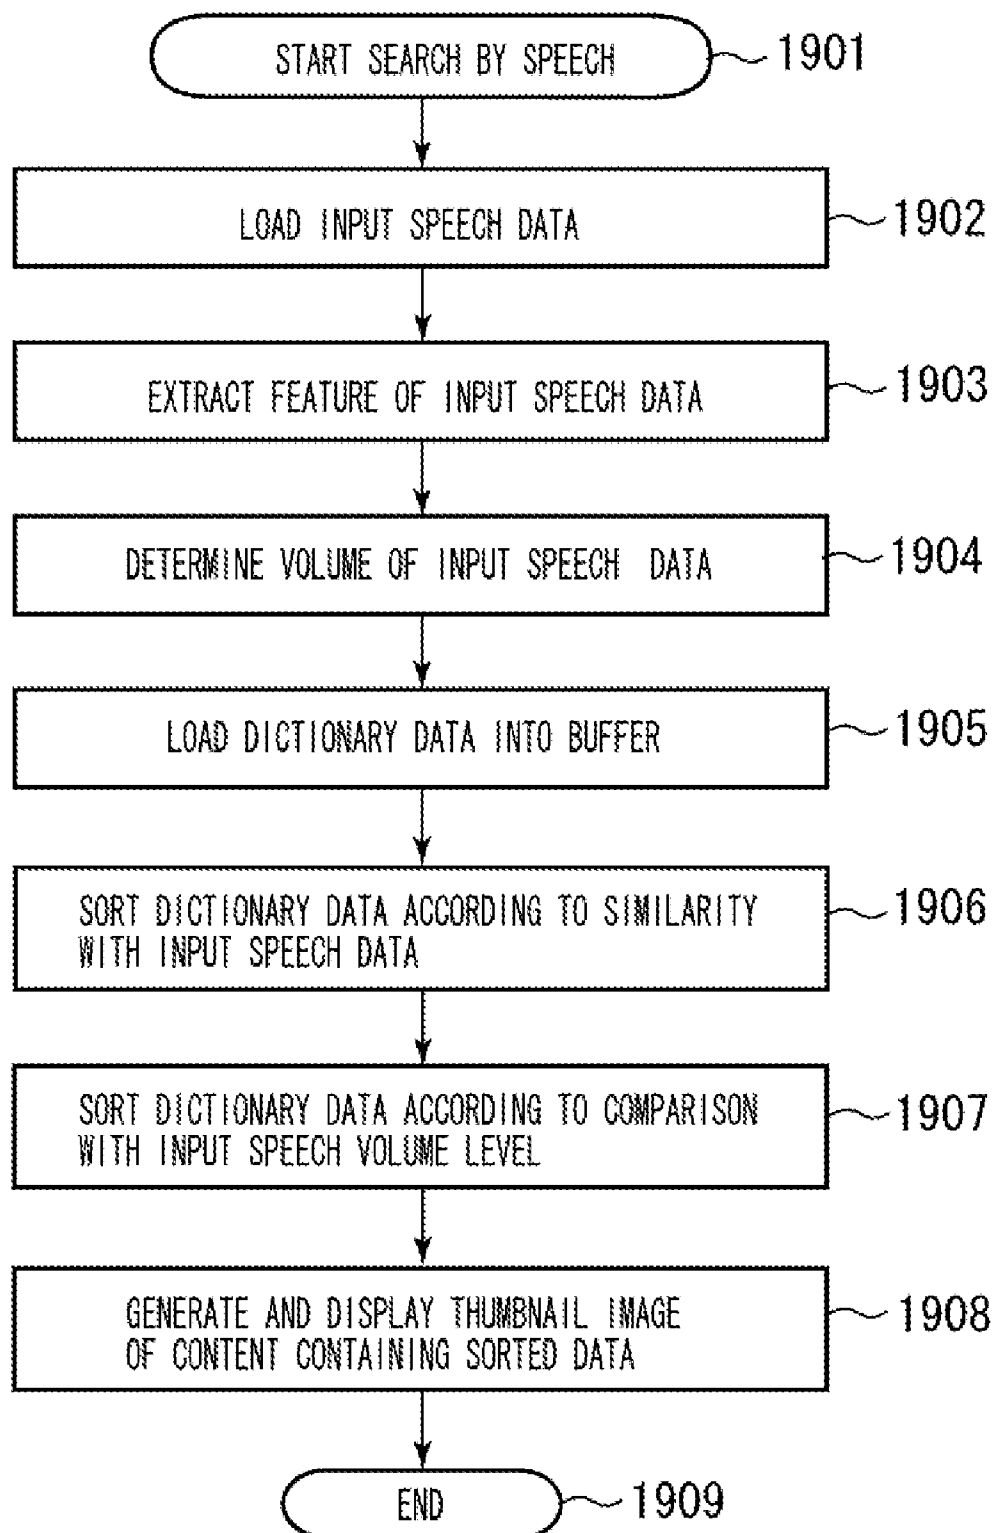 START SEARCH BY SPEECH
1901
LOAD INPUT SPEECH DATA
1902
EXTRACT FEATURE OF INPUT SPEECH DATA
1903
DETERMINE VOLUME OF INPUT SPEECH DATA
1904
LOAD DICTIONARY DATA INTO BUFFER
1905
SORT DICTIONARY DATA ACCORDING TO SIMILARITY
WITH INPUT SPEECH DATA
1906
SORT DICTIONARY DATA ACCORDING TO COMPARISON
WITH INPUT SPEECH VOLUME LEVEL
1907
GENERATE AND DISPLAY THUMBNAIL IMAGE
OF CONTENT CONTAINING SORTED DATA
1908
END
1909